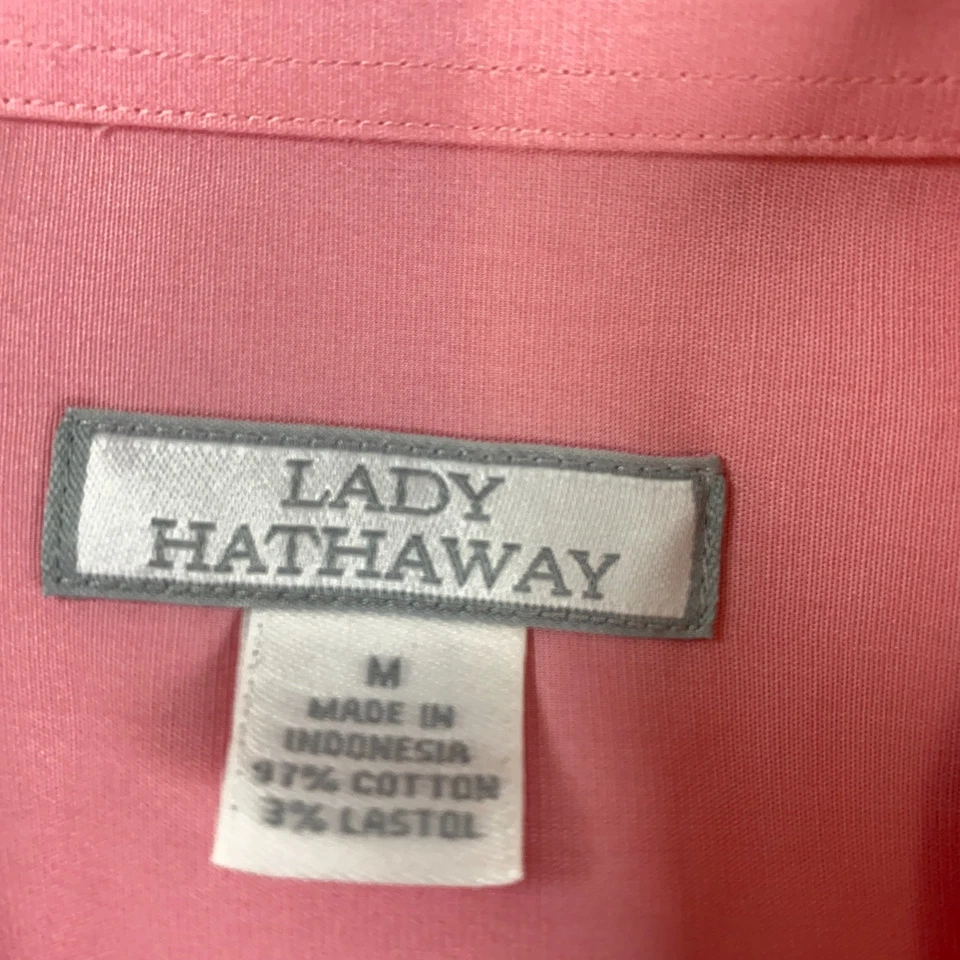 LADY
HATHAWAY
M
MADE IN
INDONESIA
97% COTTON
3% LASTOL